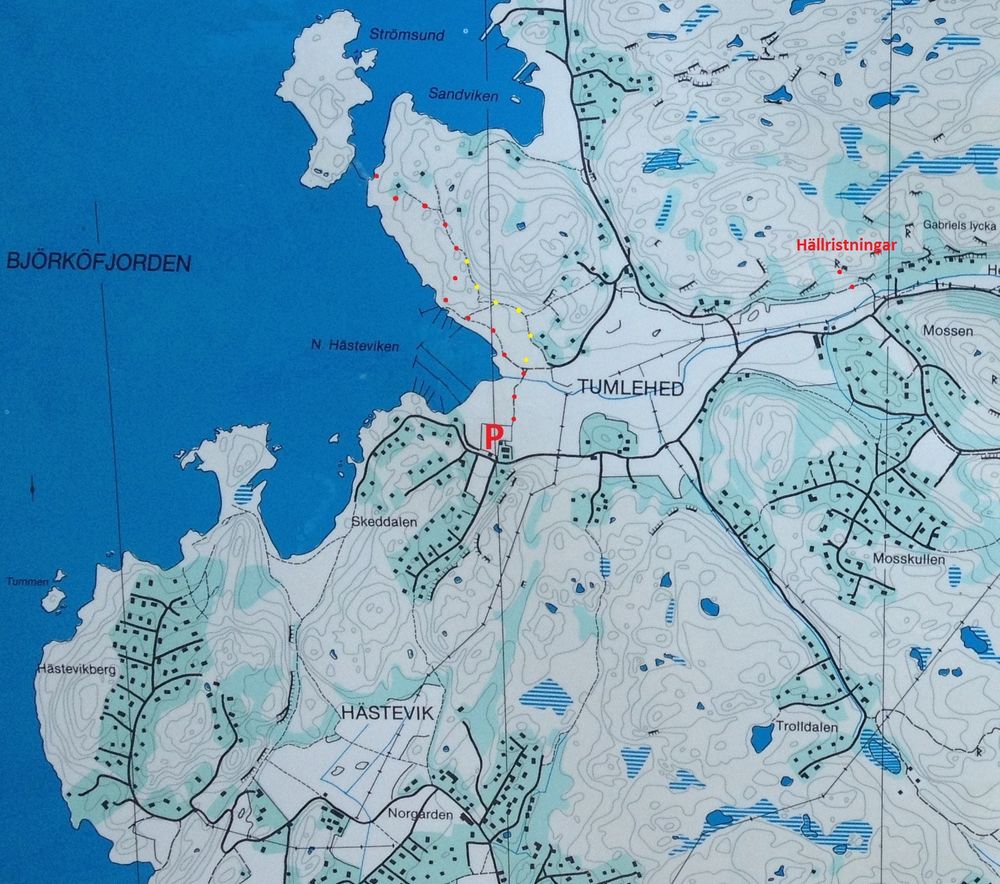 Strömsund
Sandviken
Gabriels lycka
Hällristningar
R
BJÖRKÖFJORDEN
He
Mossen
N. Hästeviken
TUMLEHED
R
P
Skeddalen
Mosskullen
Tummen
Hästevikberg
HÄSTEVIK
Trolldalen
R
Norgården